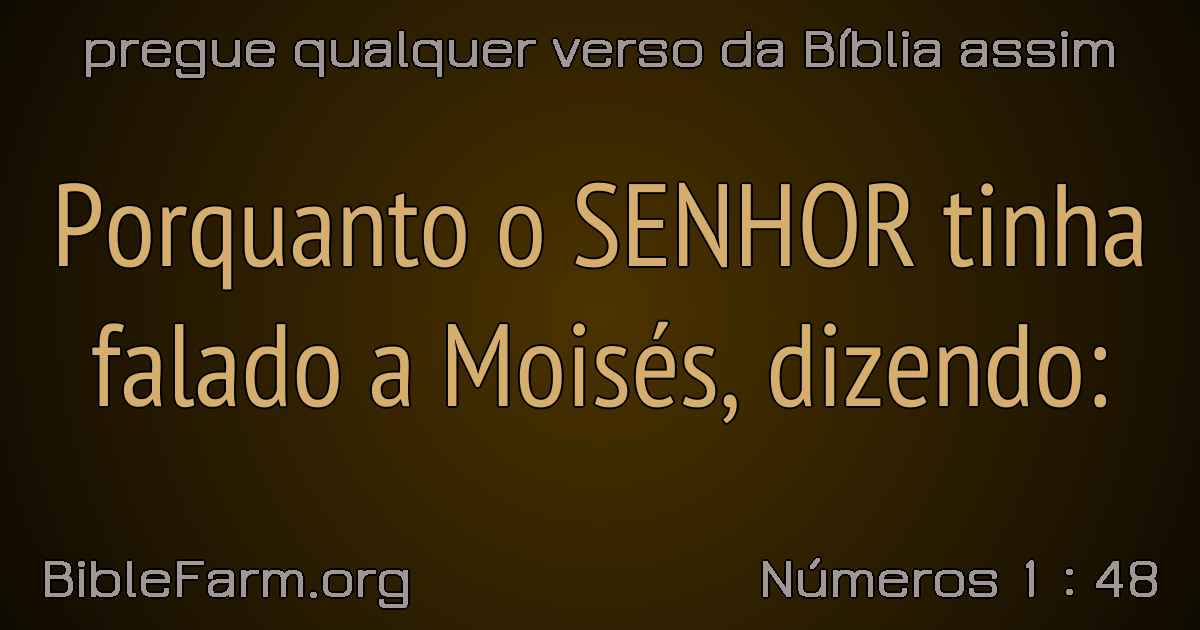 pregue qualquer verso da Bíblia assim
Porquanto o SENHOR tinha
falado a Moisés, dizendo:
BibleFarm.org
Números 1 : 48